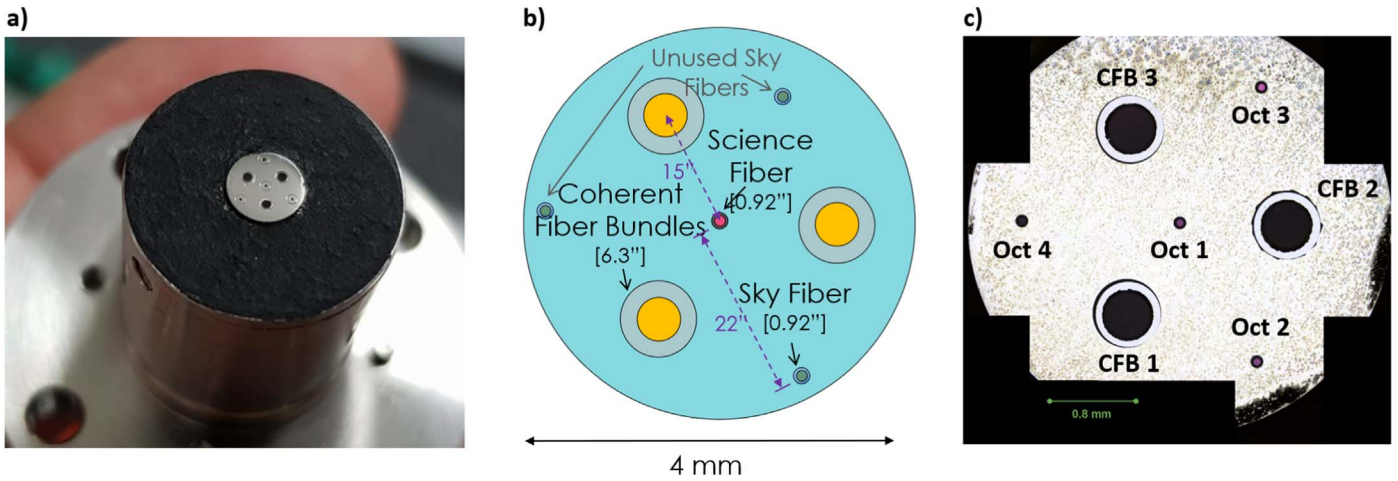 a)
b)
c)
Unused Sky
Fibers
Science
Fiber
[0.92”]
15”
Coherent
Fiber Bundles
[6.3”]
Sky Fiber
[0.92”]
22”
4 mm
CFB 3
Oct 3
CFB 2
Oct 4
Oct 1
Oct 2
CFB 1
0.8 mm